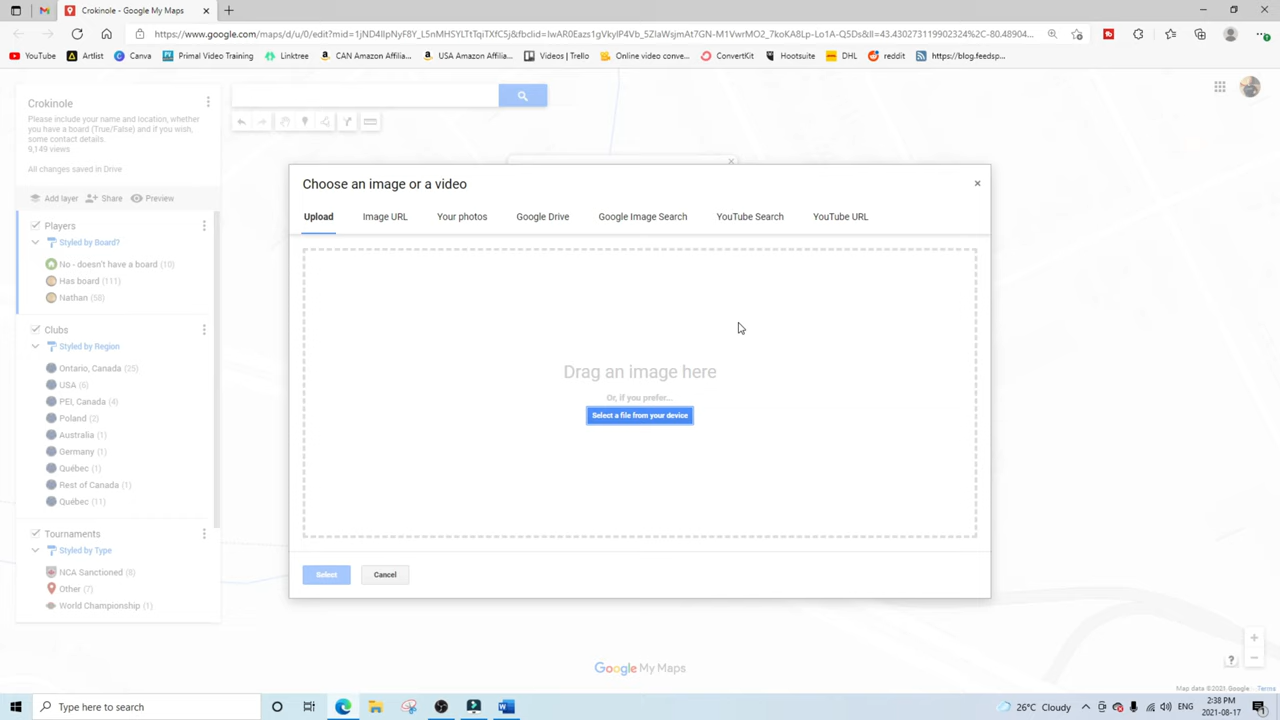 Crokinole - Google My Maps
https://www.google.com/maps/d/u/0/edit?mid=1jND4IlpNyF8Y_L5nMHSYLTtTqiTXfC5j&fbclid=IwAR0Eazs1gVkyIP4Vb_5ZIaWsjmAt7GN-M1VwrMO2_7koKA8Lp-Lo1A-Q5Ds&ll=43.43027311990232​4%2C-80.48904...
YouTube
Artlist
Canva
Primal Video Training
Linktree
CAN Amazon Affilia...
USA Amazon Affilia...
Videos | Trello
Online video conve...
ConvertKit
Hootsuite
DHL
reddit
https://blog.feedsp...
Crokinole
Please include your name and location, whether
you have a board (True/False) and if you wish,
some contact details.
9,149 views
All changes saved in Drive
Add layer
Share
Preview
Players
Styled by Board?
No - doesn't have a board (10)
Has board (111)
Nathan (58)
Clubs
Styled by Region
Ontario, Canada (25)
USA (6)
PEI, Canada (4)
Poland (2)
Australia (1)
Germany (1)
Québec (1)
Rest of Canada (1)
Québec (11)
Tournaments
Styled by Type
NCA Sanctioned (8)
Other (7)
World Championship (1)
Choose an image or a video
Upload
Image URL
Your photos
Google Drive
Google Image Search
YouTube Search
YouTube URL
Drag an image here
Or, if you prefer...
Select a file from your device
Select
Cancel
Google My Maps
Map data ©2021 Google
Terms
Type here to search
26°C Cloudy
2:38 PM
2021-08-17